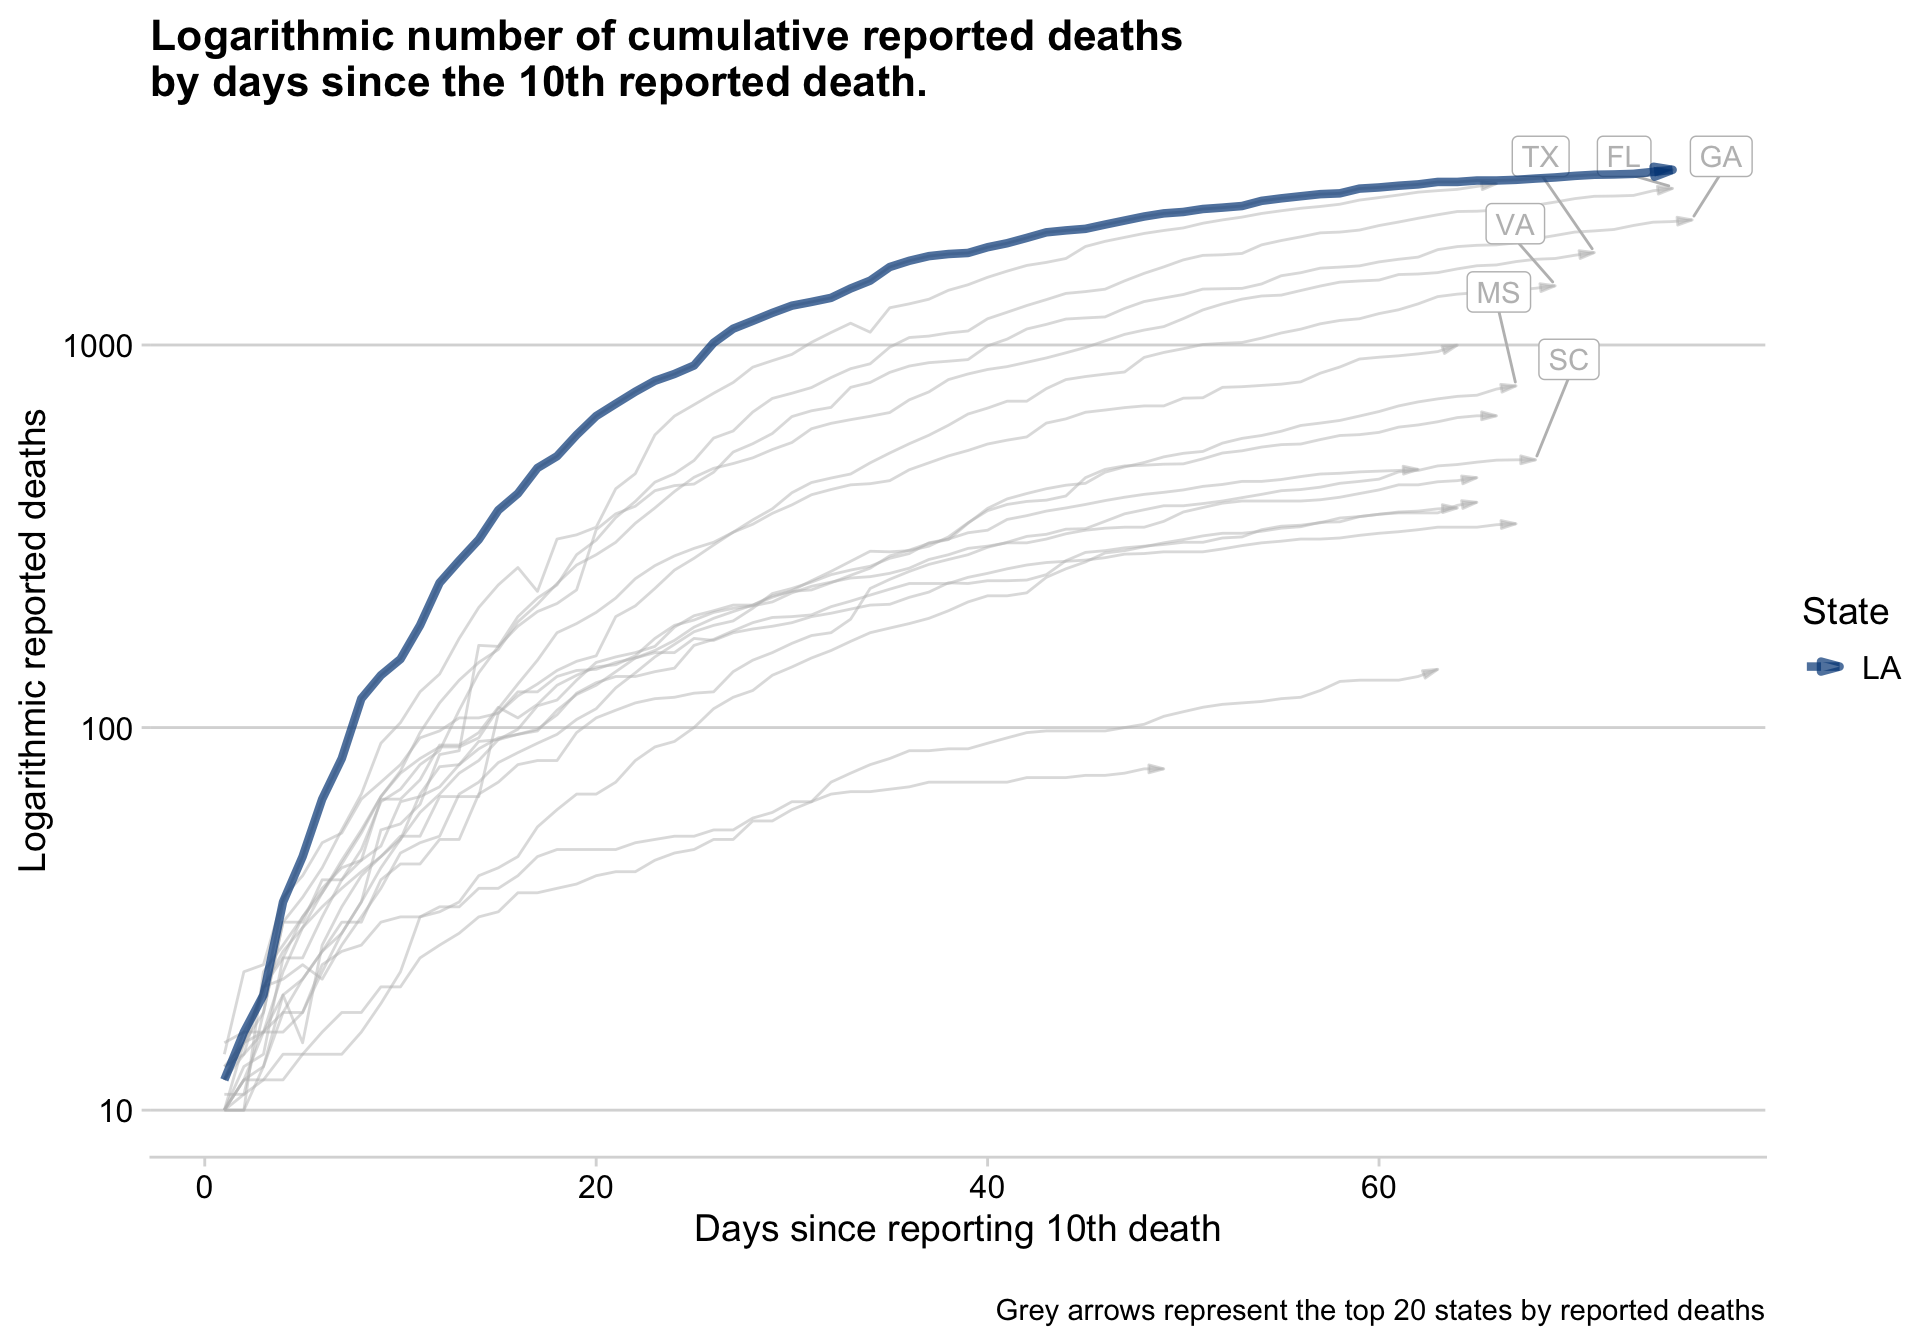 Logarithmic number of cumulative reported deaths
by days since the 10th reported death.
TX
FL
GA
VA
MS
SC
1000
100
10
Logarithmic reported deaths
0
20
40
60
Days since reporting 10th death
State
LA
Grey arrows represent the top 20 states by reported deaths